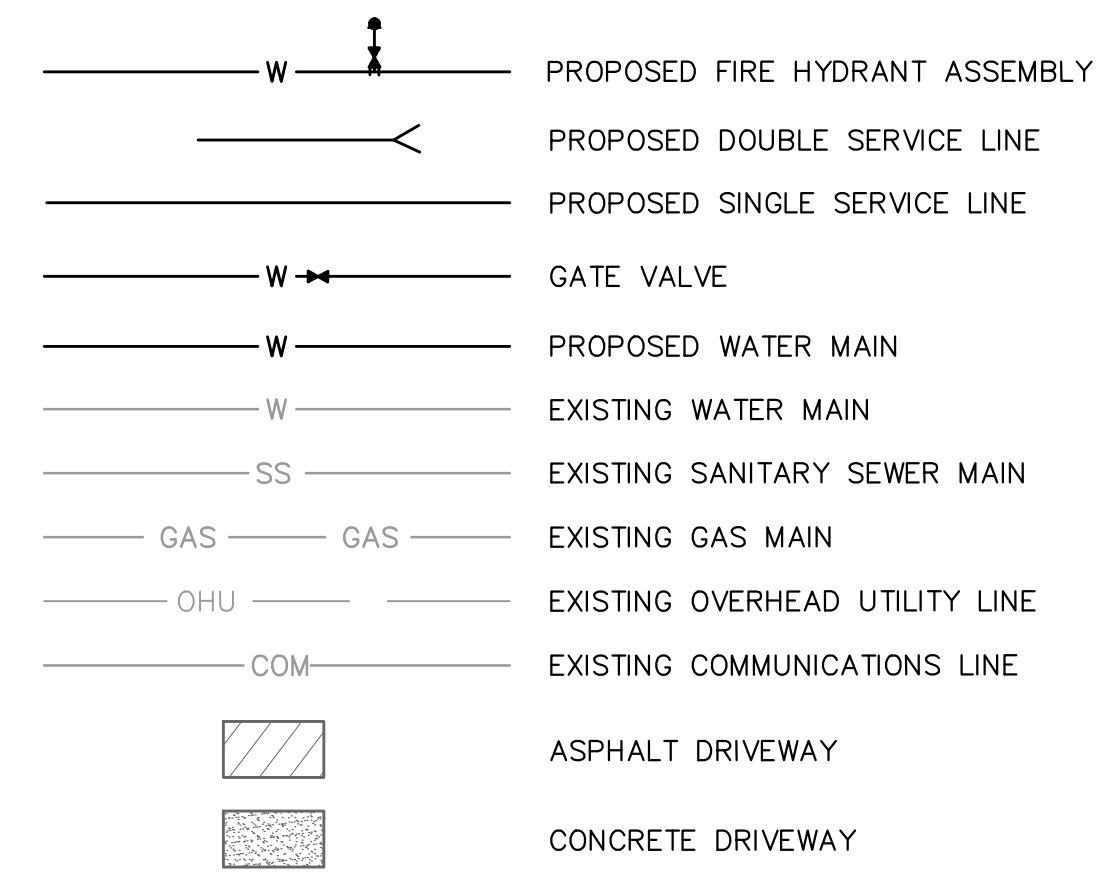 W PROPOSED FIRE HYDRANT ASSEMBLY
PROPOSED DOUBLE SERVICE LINE
PROPOSED SINGLE SERVICE LINE
W GATE VALVE
W PROPOSED WATER MAIN
W EXISTING WATER MAIN
SS EXISTING SANITARY SEWER MAIN
GAS GAS EXISTING GAS MAIN
OHU EXISTING OVERHEAD UTILITY LINE
COM EXISTING COMMUNICATIONS LINE
ASPHALT DRIVEWAY
CONCRETE DRIVEWAY